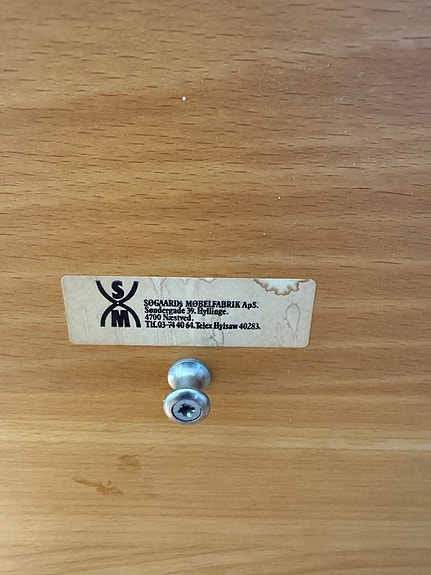 S
M
SØGAARDS MØBELFABRIK ApS.
Søndergade 39. Hyllinge.
4700 Næstved.
Tlf.03-74 40 64.Telex Hylsaw 40283.